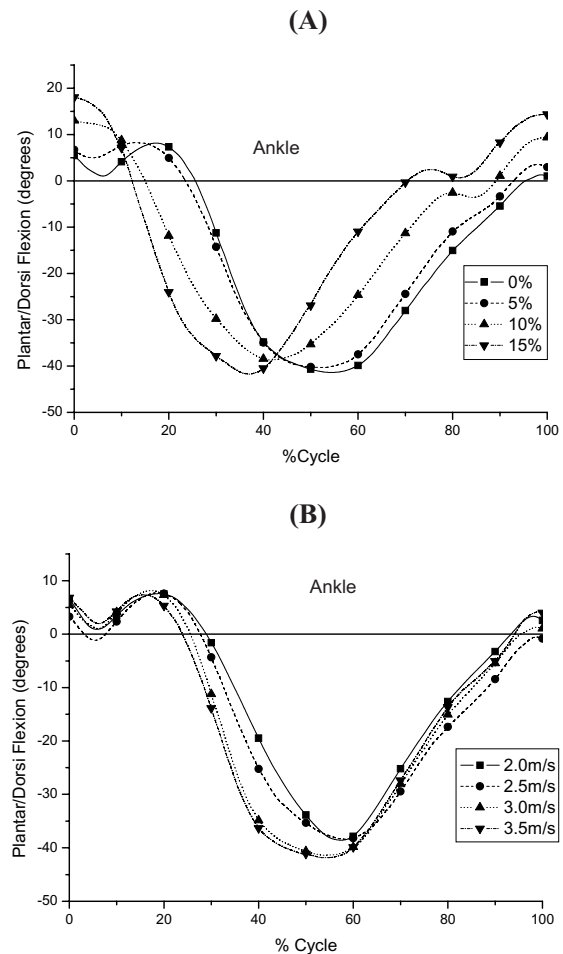 (A)
20
10
0
-10
-20
-30
-40
-50
Plantar/Dorsi Flexion (degrees)
Ankle
0%
5%
10%
15%
0 20 40 60 80 100
%Cycle
(B)
10
0
-10
-20
-30
-40
-50
Plantar/Dorsi Flexion (degrees)
Ankle
2.0m/s
2.5m/s
3.0m/s
3.5m/s
0 20 40 60 80 100
% Cycle